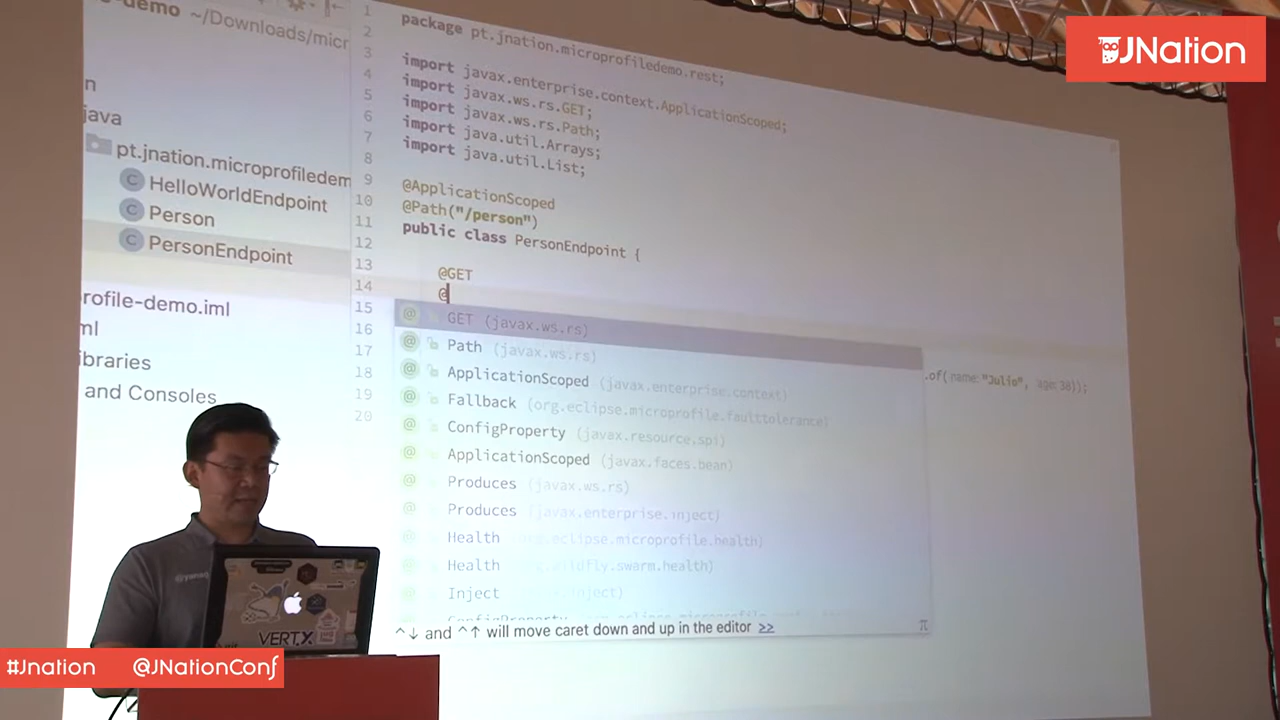 JNation
-demo ~/Downloads/micr
n
java
pt.jnation.microprofiledem
HelloWorldEndpoint
Person
PersonEndpoint
rofile-demo.iml
ml
ibraries
and Consoles
1
2 package pt.jnation.microprofiledemo.rest;
3
4 import javax.enterprise.context.ApplicationScoped;
5 import javax.ws.rs.GET;
6 import javax.ws.rs.Path;
7 import java.util.Arrays;
8 import java.util.List;
9
10 @ApplicationScoped
11 @Path("/person")
12 public class PersonEndpoint {
13
14 @GET
15 @
16
17
18
19
20
.of( name: "Julio", age: 38));
GET (javax.ws.rs)
Path (javax.ws.rs)
ApplicationScoped (javax.enterprise.context)
Fallback (org.eclipse.microprofile.faulttolerance)
ConfigProperty (javax.resource.spi)
ApplicationScoped (javax.faces.bean)
Produces (javax.ws.rs)
Produces (javax.enterprise.inject)
Health (org.eclipse.microprofile.health)
Health (org.wildfly.swarm.health)
Inject (javax.inject)
ConfigProperty
^↓ and ^↑ will move caret down and up in the editor >>
π
VERT.X
#Jnation @JNationConf